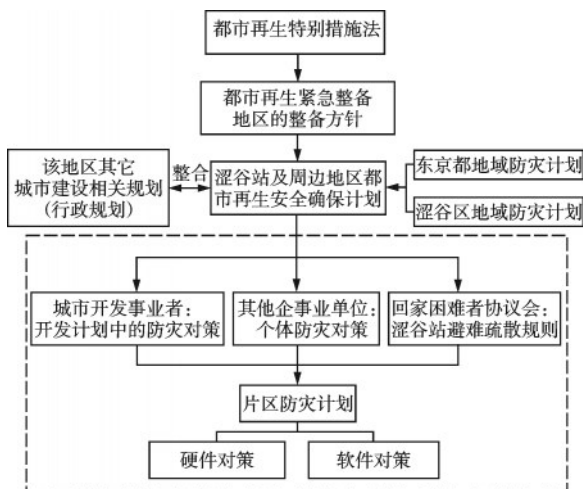 都市再生特别措施法
都市再生紧急整备
地区的整备方针
该地区其它
城市建设相关规划
(行政规划)
整合
涩谷站及周边地区都
市再生安全确保计划
东京都地域防灾计划
涩谷区地域防灾计划
城市开发事业者:
开发计划中的防灾对策
其他企事业单位:
个体防灾对策
回家困难者协议会:
涩谷站避难疏散规则
片区防灾计划
硬件对策
软件对策